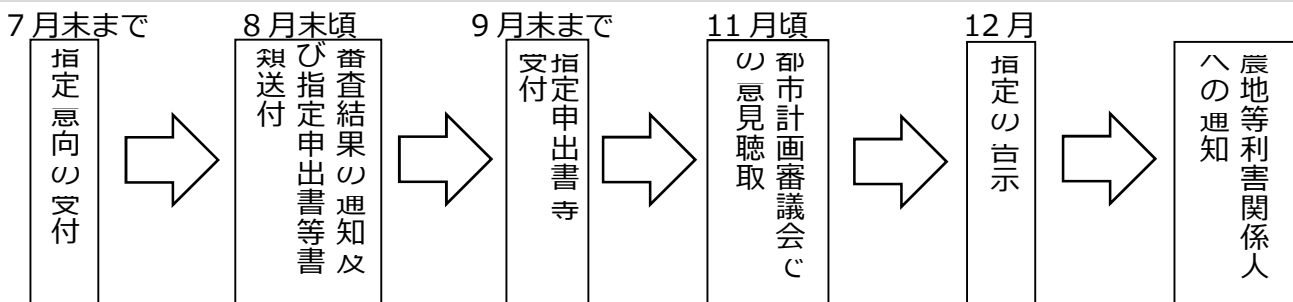 7月末まで
指定意向の受付
8月末頃
審査結果の通知及
び指定申出書等書
類送付
9月末まで
指定申出書等
受付
11月頃
都市計画審議会で
の意見聴取
12月
指定の告示
農地等利害関係人
への通知